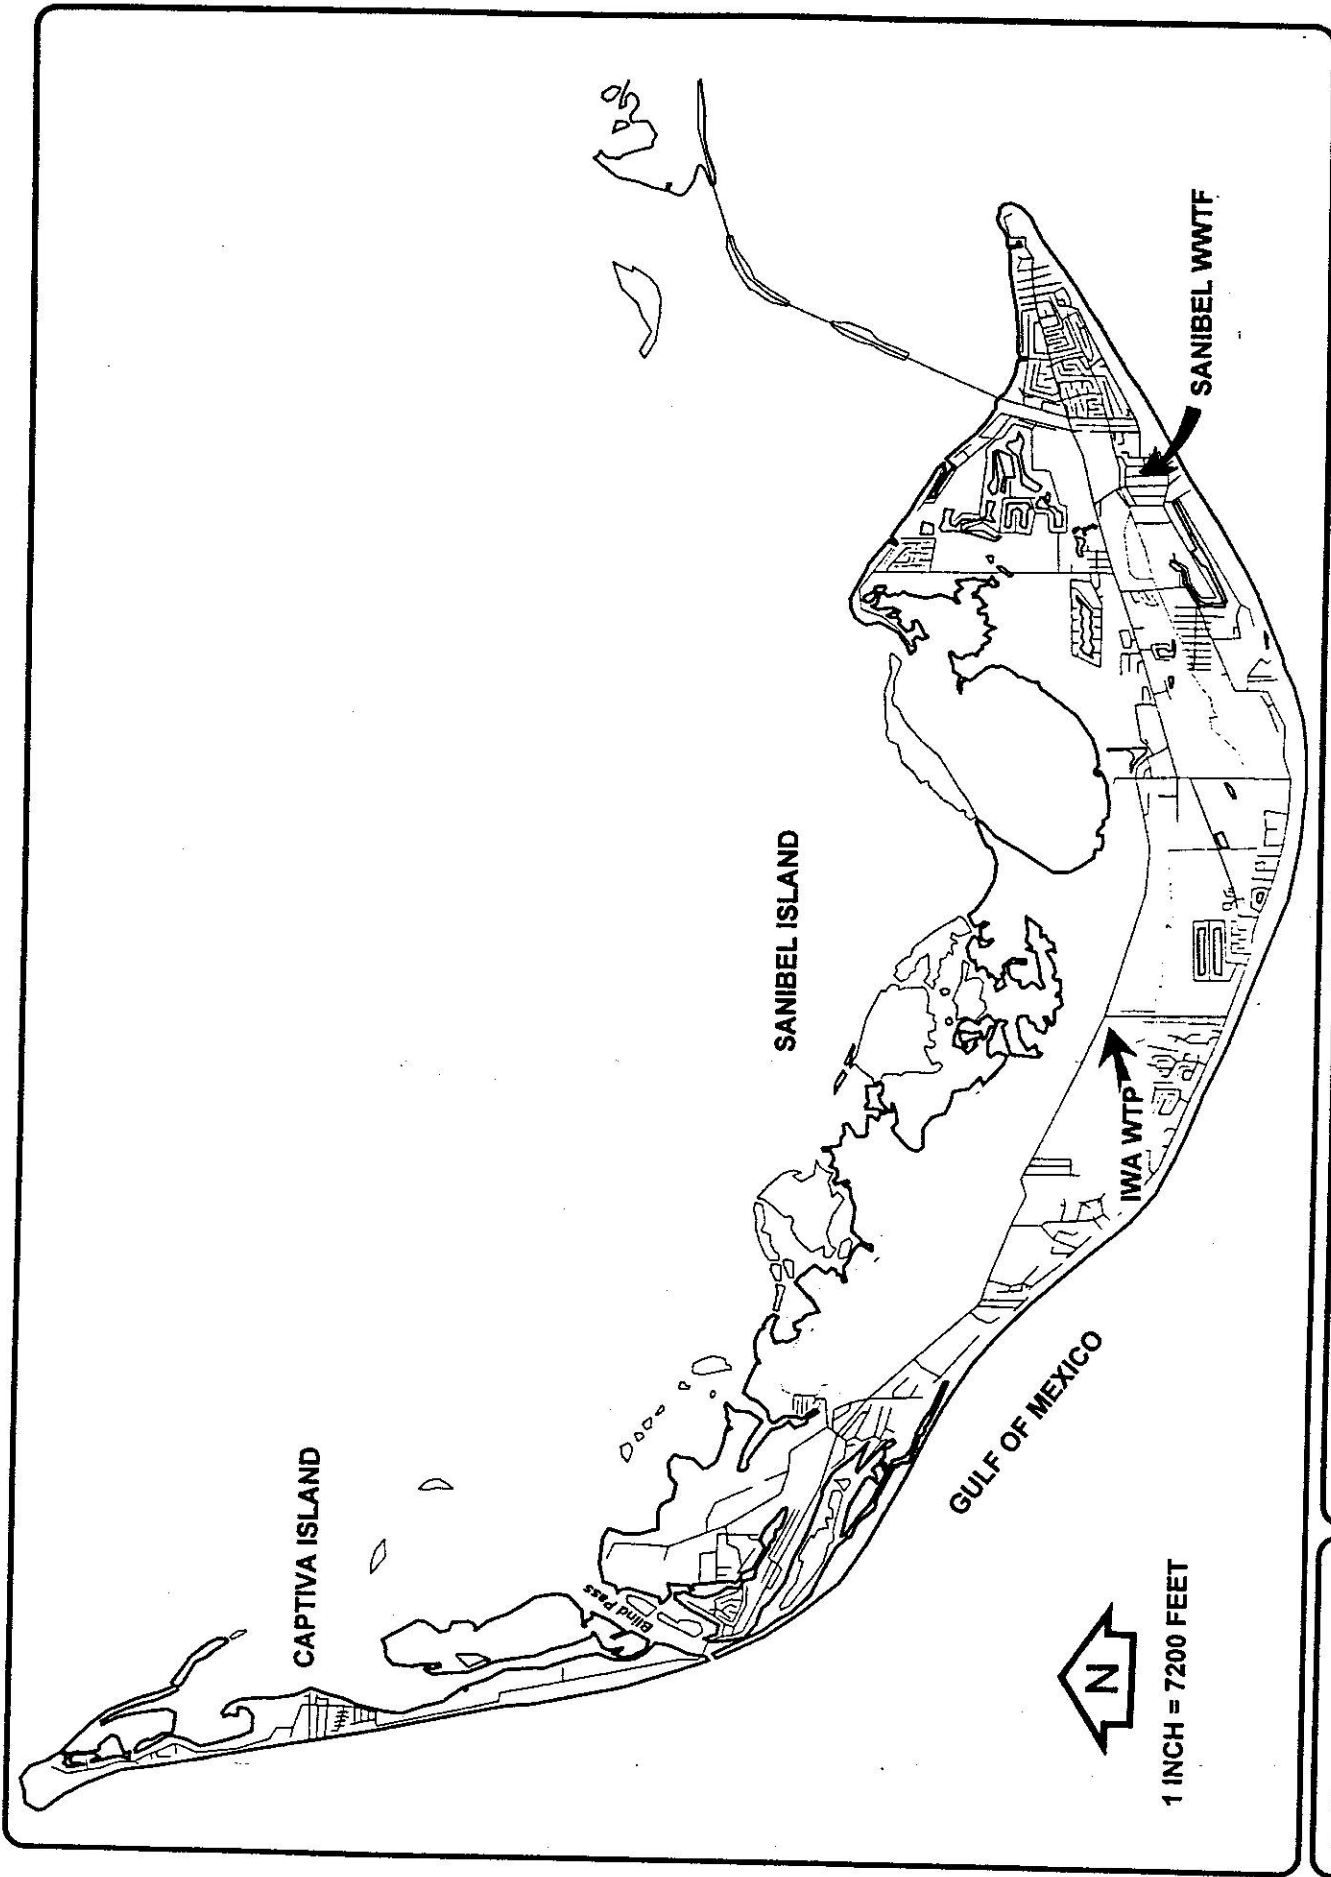 CAPTIVA ISLAND
SANIBEL ISLAND
Blind Pass
SANIBEL WWTF
IWA WTP
GULF OF MEXICO
N
1 INCH = 7200 FEET